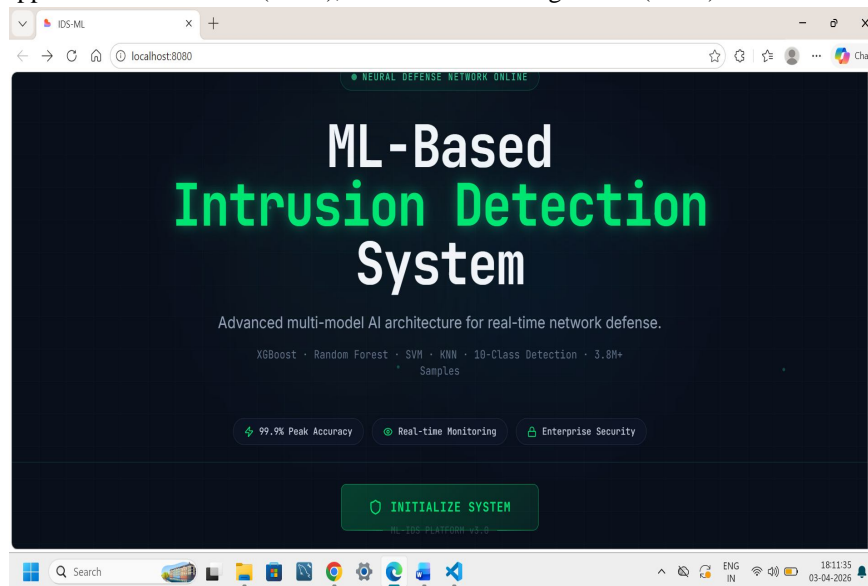 IDS-ML
localhost:8080
Cha
NEURAL DEFENSE NETWORK ONLINE
ML-Based
Intrusion Detection
System
Advanced multi-model AI architecture for real-time network defense.
XGBoost · Random Forest · SVM · KNN · 10-Class Detection · 3.8M+
Samples
99.9% Peak Accuracy
Real-time Monitoring
Enterprise Security
INITIALIZE SYSTEM
ML-IDS PLATFORM v3.0
Search
ENG
IN
18:11:35
03-04-2026